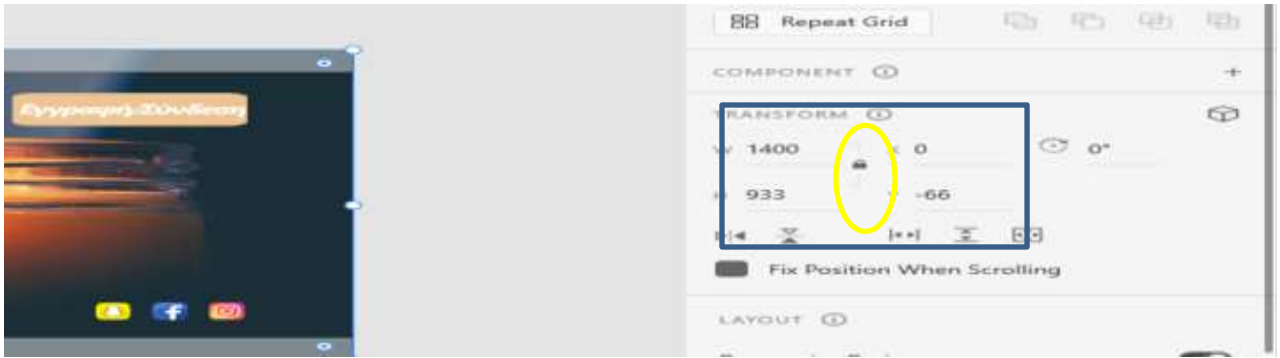 Repeat Grid
COMPONENT
Εγγραφή/Σύνδεση
TRANSFORM
W 1400 X 0 0°
H 933 Y -66
Fix Position When Scrolling
LAYOUT